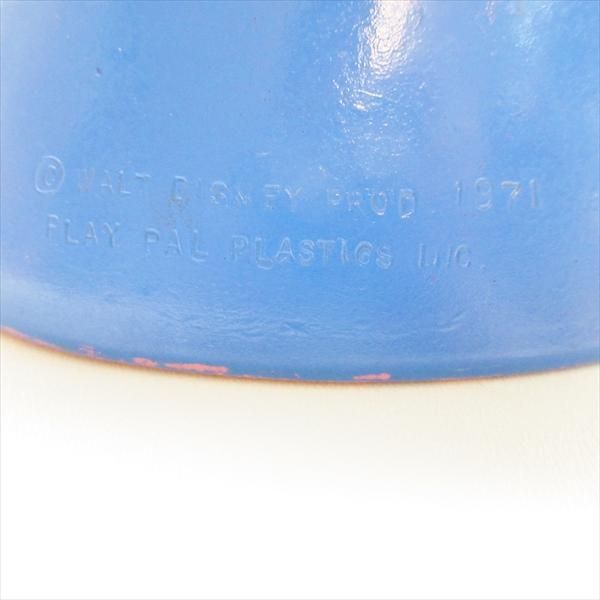 © WALT DISNEY PROD 1971
PLAY PAL PLASTICS INC.